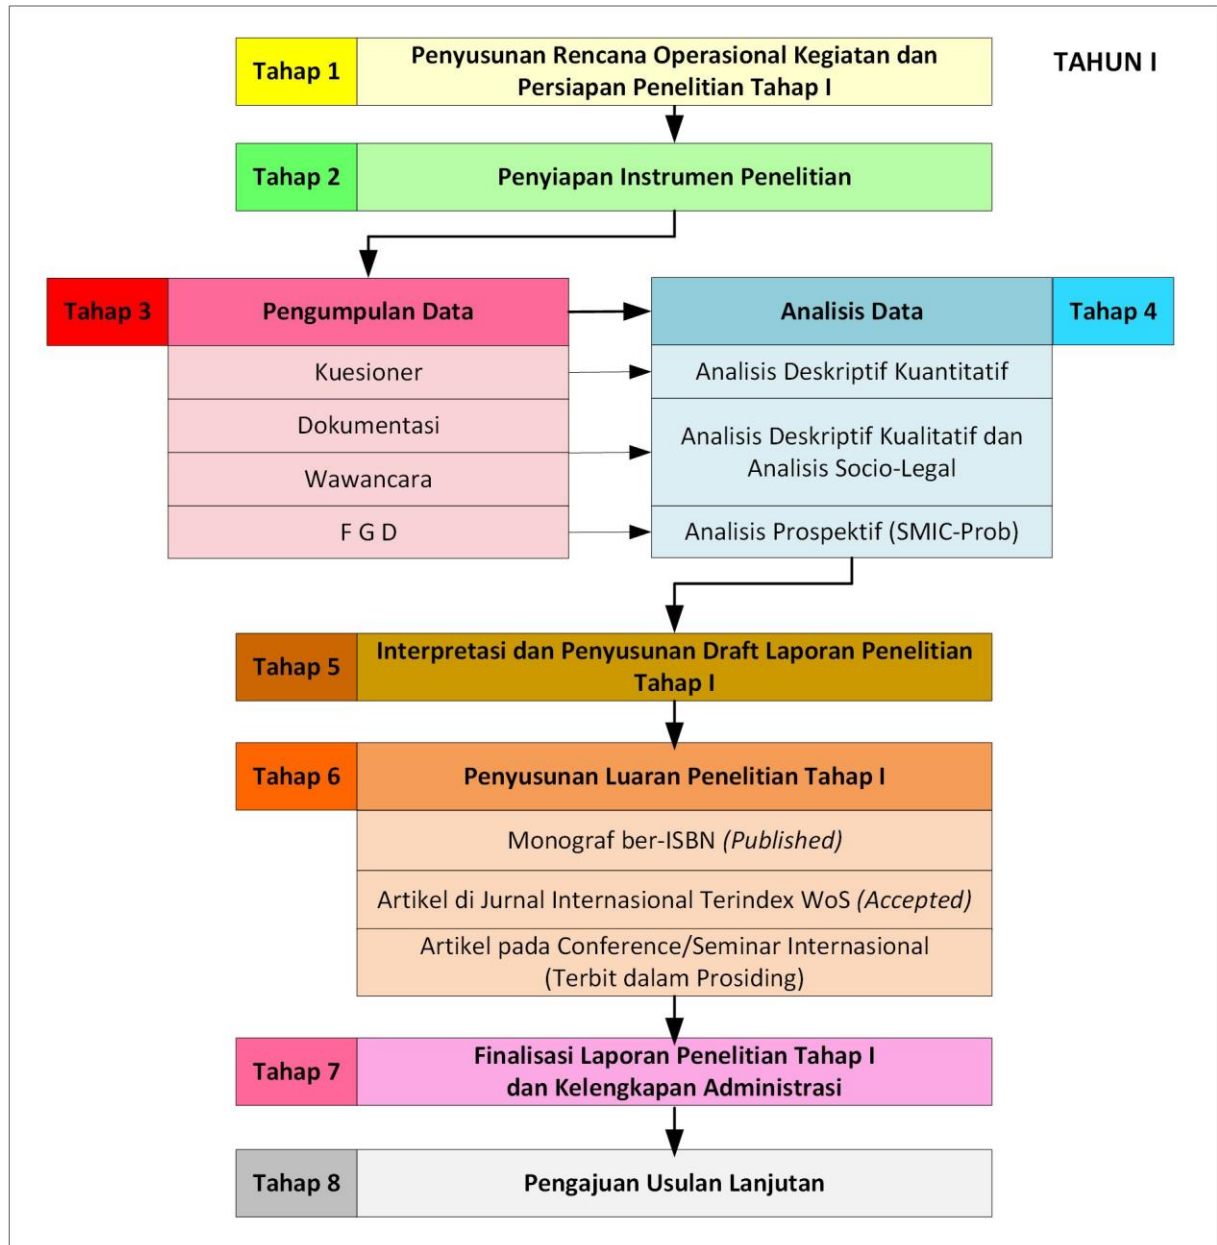 TAHUN I
Tahap 1
Penyusunan Rencana Operasional Kegiatan dan
Persiapan Penelitian Tahap I
Tahap 2
Penyiapan Instrumen Penelitian
Tahap 3
Pengumpulan Data
Kuesioner
Dokumentasi
Wawancara
F G D
Analisis Data
Tahap 4
Analisis Deskriptif Kuantitatif
Analisis Deskriptif Kualitatif dan
Analisis Socio-Legal
Analisis Prospektif (SMIC-Prob)
Tahap 5
Interpretasi dan Penyusunan Draft Laporan Penelitian
Tahap I
Tahap 6
Penyusunan Luaran Penelitian Tahap I
Monograf ber-ISBN (Published)
Artikel di Jurnal Internasional Terindex WoS (Accepted)
Artikel pada Conference/Seminar Internasional
(Terbit dalam Prosiding)
Tahap 7
Finalisasi Laporan Penelitian Tahap I
dan Kelengkapan Administrasi
Tahap 8
Pengajuan Usulan Lanjutan